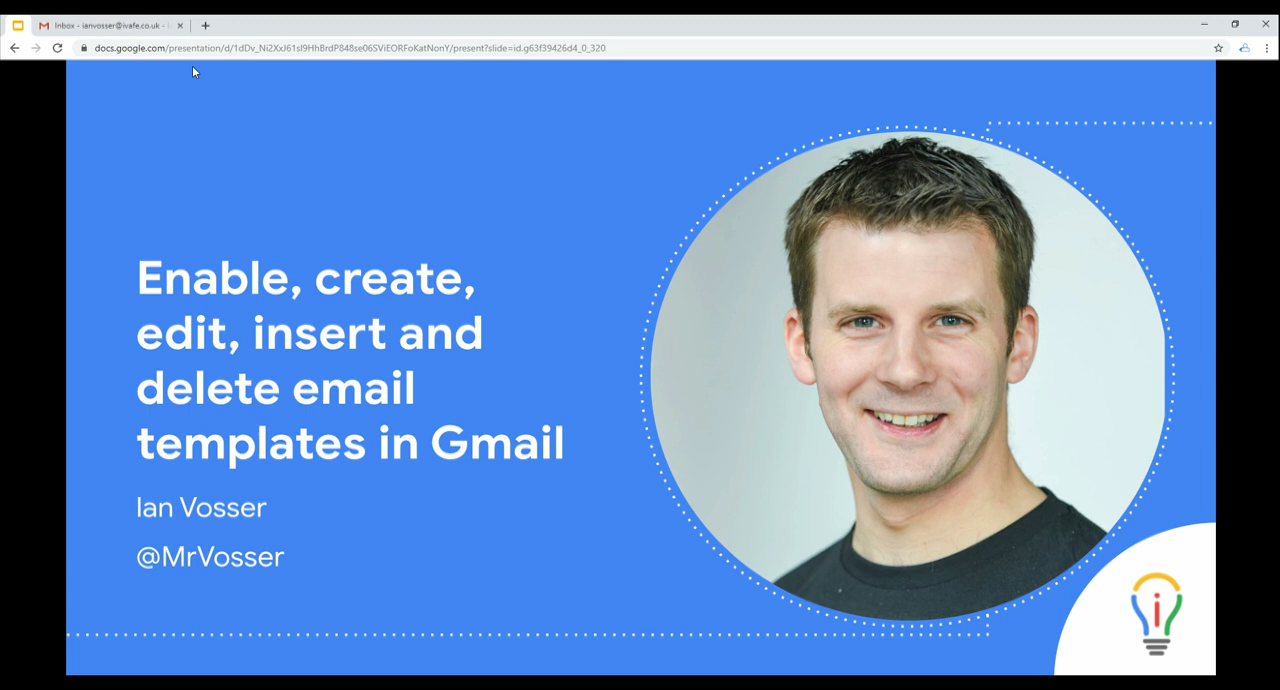 Inbox - ianvosser@ivafe.co.uk -
docs.google.com/presentation/d/1dDv_Ni2XxJ61sI9HhBrdP848se06SViEORFoKatNonY/present?slide=id.g63f39426d4_0_320
Enable, create,
edit, insert and
delete email
templates in Gmail
Ian Vosser
@MrVosser